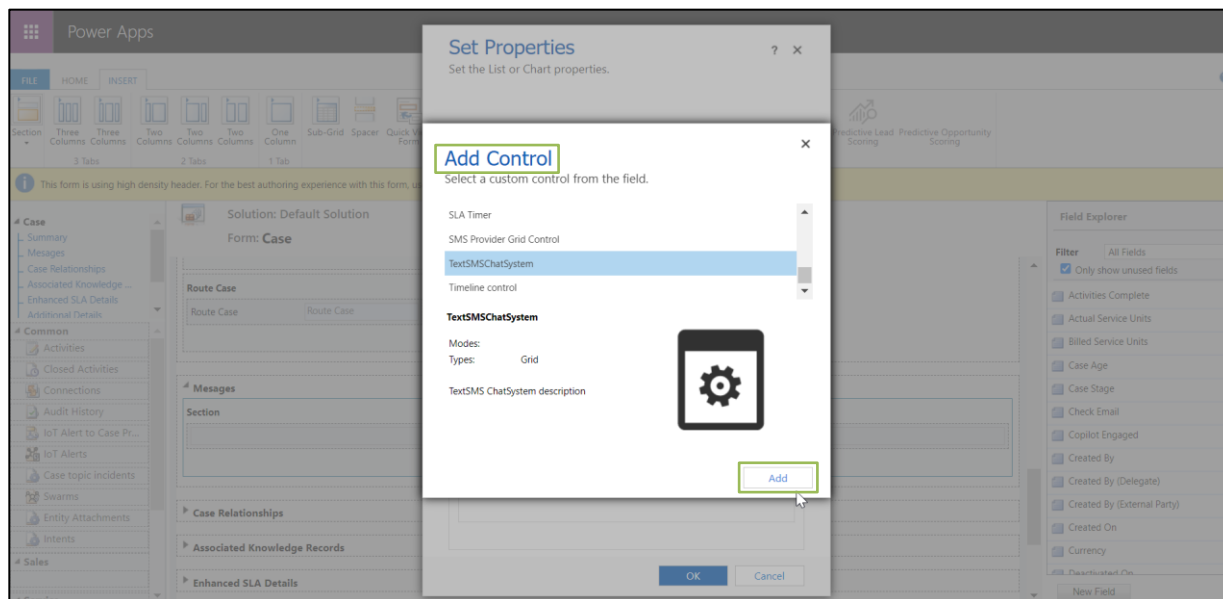 Power Apps
FILE HOME INSERT
Section
Three Columns
Three Columns
Two Columns
Two Columns
Two Columns
One Column
Sub-Grid
Spacer
Quick
Form
Predictive Lead Scoring
Predictive Opportunity Scoring
3 Tabs
2 Tabs
1 Tab
This form is using high density header. For the best authoring experience with this form,
Case
Summary
Mesages
Case Relationships
Associated Knowledge ...
Enhanced SLA Details
Additional Details
Common
Activities
Closed Activities
Connections
Audit History
IoT Alert to Case Pr...
IoT Alerts
Case topic incidents
Swarms
Entity Attachments
Intents
Sales
Solution: Default Solution
Form: Case
Route Case
Route Case Route Case
Mesages
Section
Case Relationships
Associated Knowledge Records
Enhanced SLA Details
Set Properties
? ×
Set the List or Chart properties.
×
Add Control
Select a custom control from the field.
SLA Timer
SMS Provider Grid Control
TextSMSChatSystem
Timeline control
TextSMSChatSystem
Modes:
Types: Grid
TextSMS ChatSystem description
Add
OK Cancel
Field Explorer
Filter All Fields
Only show unused fields
Activities Complete
Actual Service Units
Billed Service Units
Case Age
Case Stage
Check Email
Copilot Engaged
Created By
Created By (Delegate)
Created By (External Party)
Created On
Currency
Deactivated On
New Field